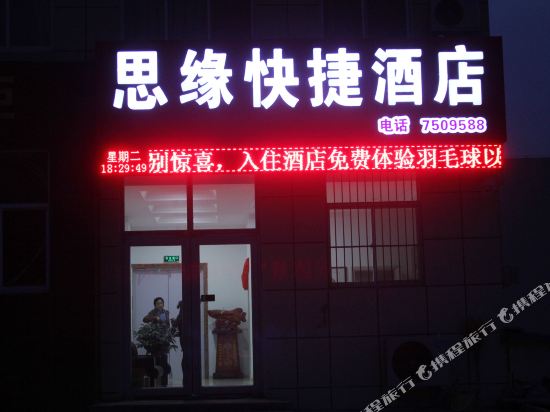 思缘快捷酒店
电话 7509588
星期二
18:29:49
别惊喜，入住酒店免费体验羽毛球以
携程旅行
携程旅行